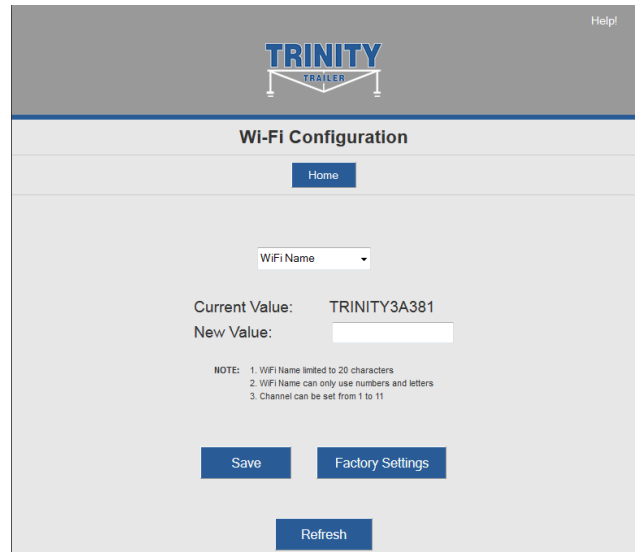 Help!
TRINITY
TRAILER
Wi-Fi Configuration
Home
WiFi Name
Current Value: TRINITY3A381
New Value:
NOTE: 1. WiFi Name limited to 20 characters
2. WiFi Name can only use numbers and letters
3. Channel can be set from 1 to 11
Save Factory Settings
Refresh